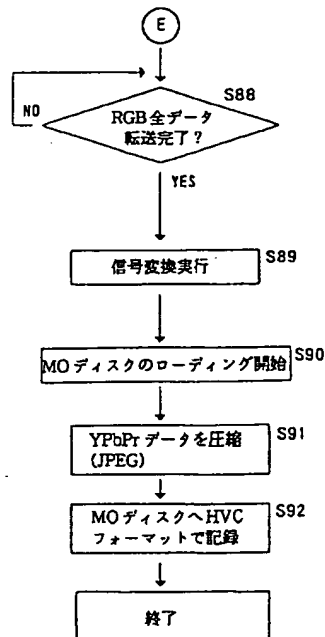 E
S88
NO
RGB全データ
転送完了?
YES
信号変換実行
S89
MOディスクのローディング開始
S90
YPbPrデータを圧縮
(JPEG)
S91
MOディスクへHVC
フォーマットで記録
S92
終了